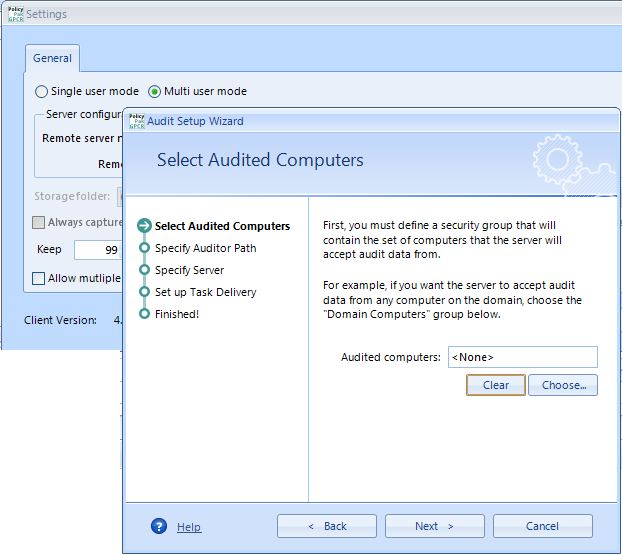 Policy
Pak
GPCR
Settings
General
Single user mode
Multi user mode
Server configura
Remote server n
Remo
Storage folder:
Always capture
Keep
99
Allow mutliple
Client Version:
4.
Policy
Pak
GPCR
Audit Setup Wizard
Select Audited Computers
Select Audited Computers
Specify Auditor Path
Specify Server
Set up Task Delivery
Finished!
First, you must define a security group that will
contain the set of computers that the server will
accept audit data from.
For example, if you want the server to accept audit
data from any computer on the domain, choose the
"Domain Computers" group below.
Audited computers:
<None>
Clear
Choose...
?
Help
< Back
Next >
Cancel